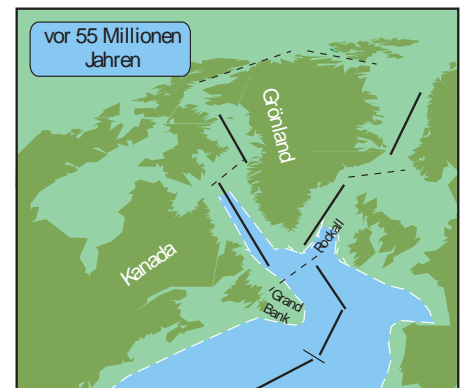 vor 55 Millionen
Jahren
Grönland
Kanada
Rockall
Grand
Bank